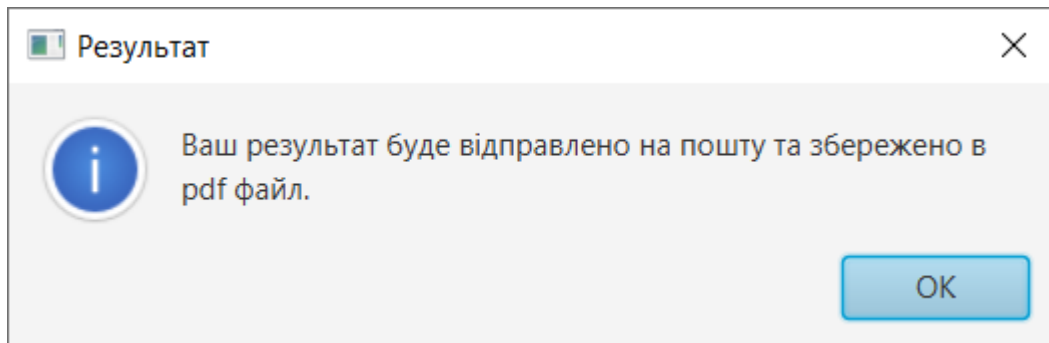 Результат
Ваш результат буде відправлено на пошту та збережено в
pdf файл.
OK